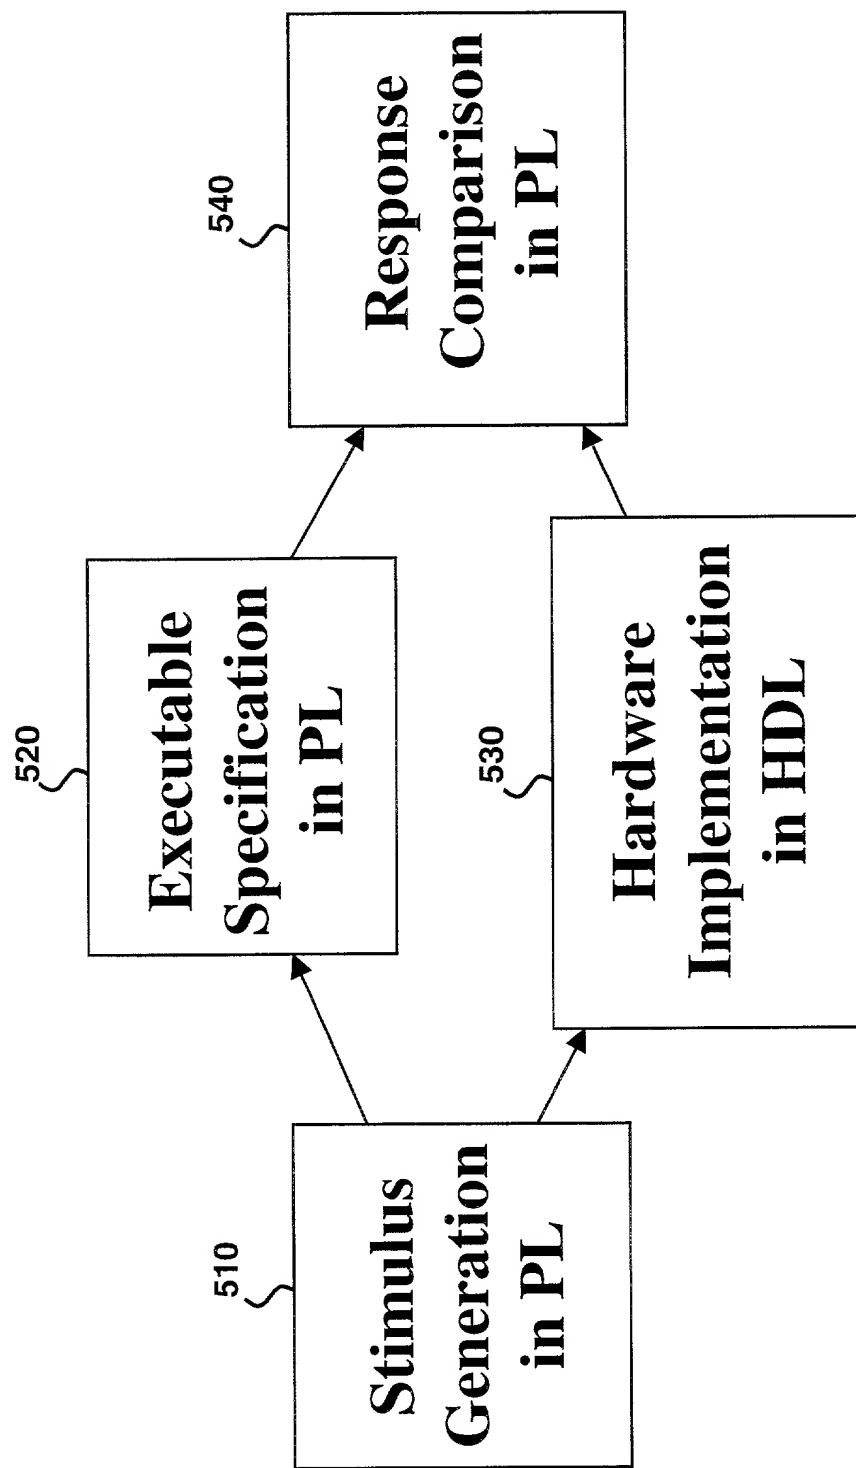 510
Stimulus
Generation
in PL
520
Executable
Specification
in PL
530
Hardware
Implementation
in HDL
540
Response
Comparison
in PL